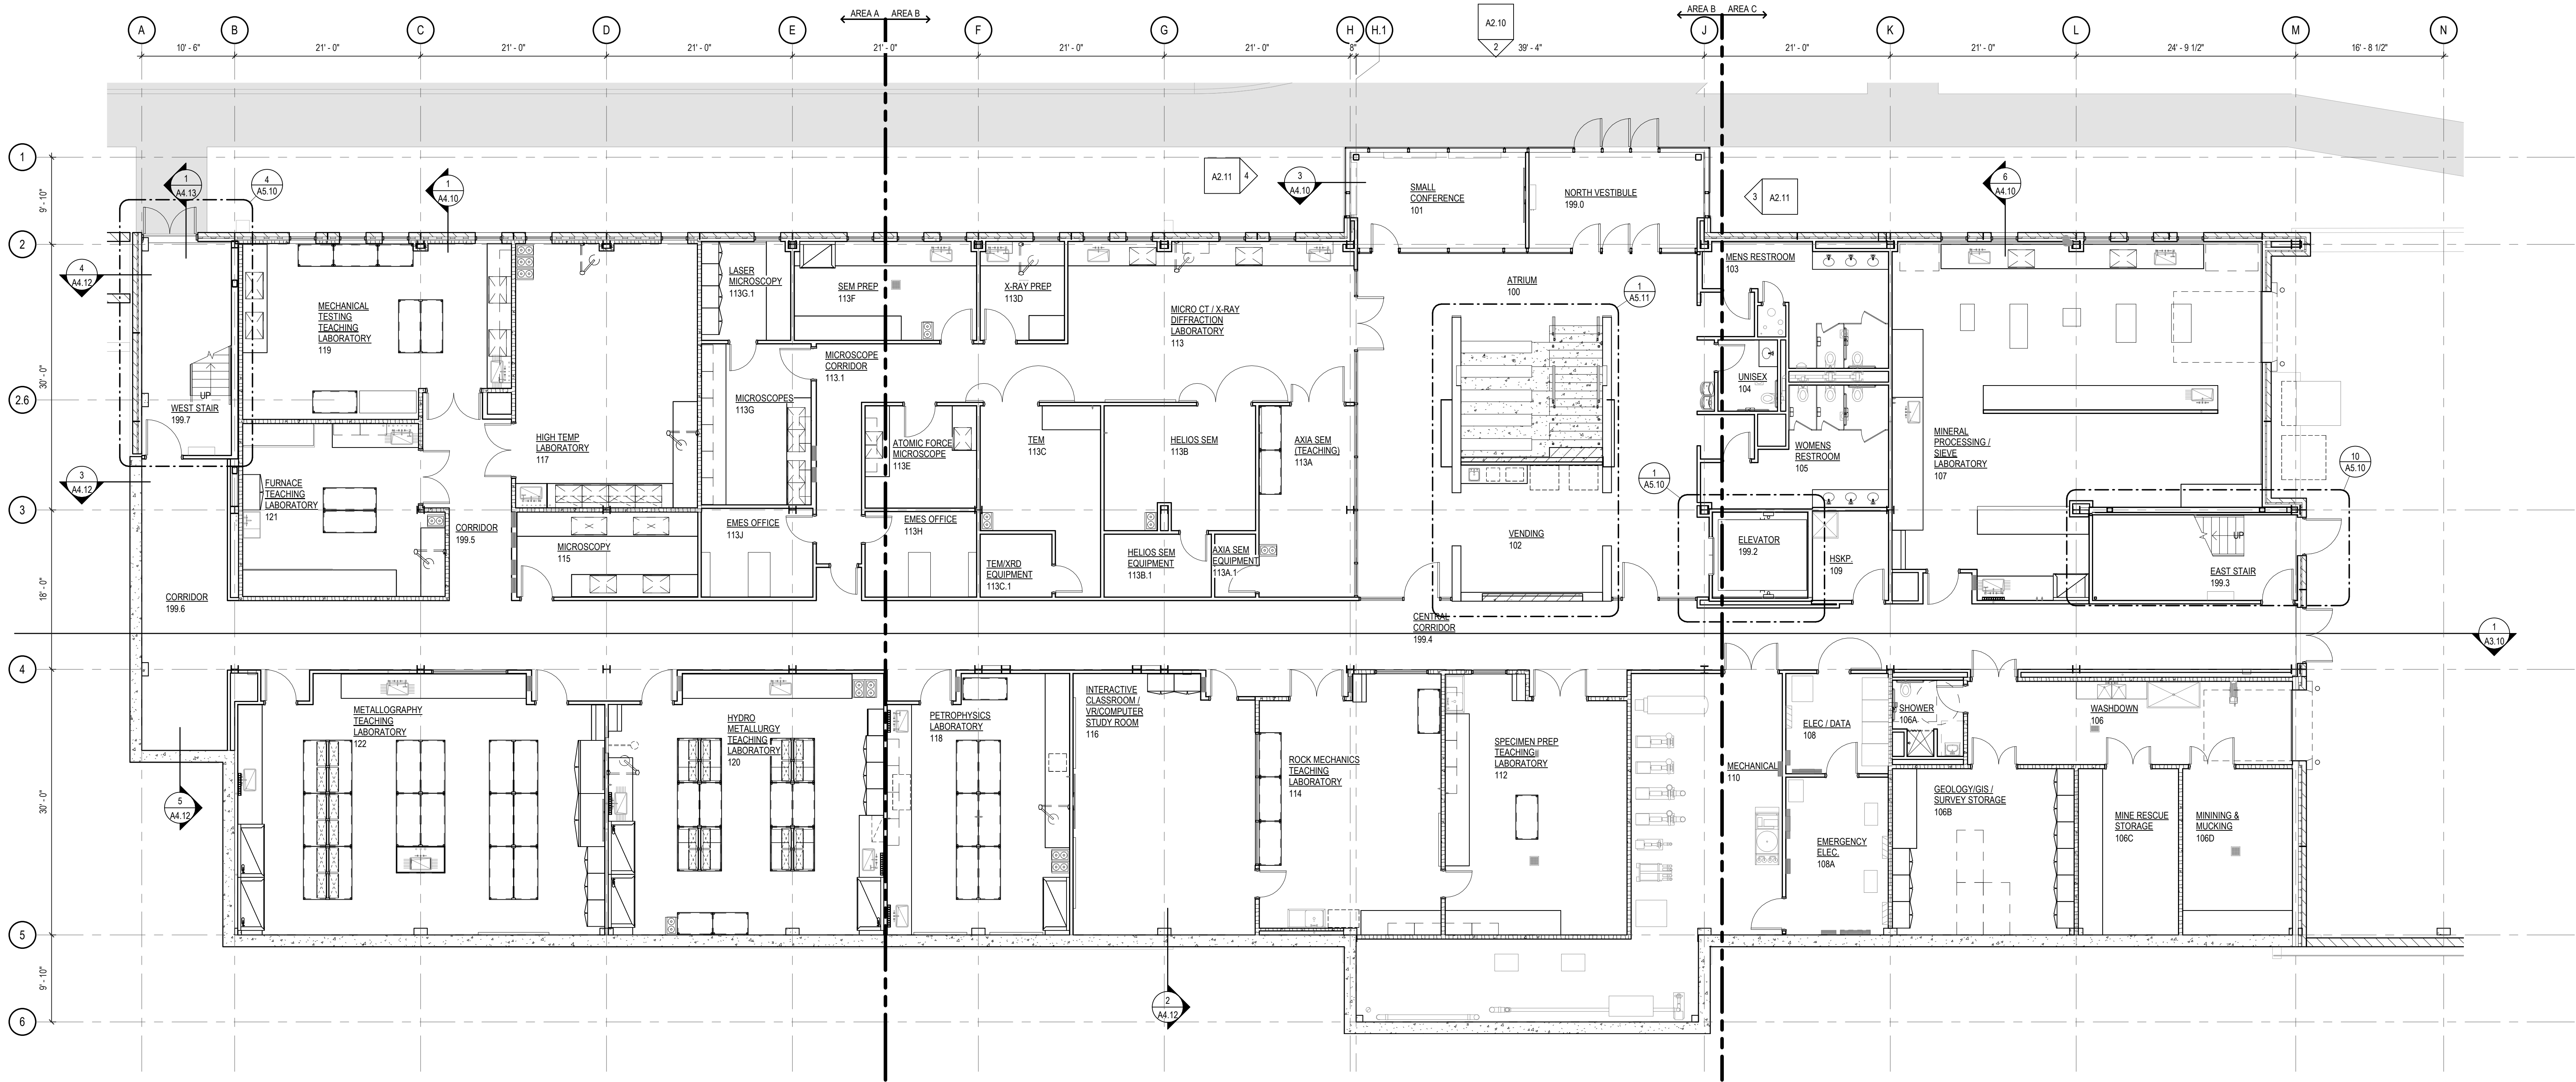 AREA A AREA B
AREA B AREA C
A B C D E F G H H.1 J K L M N
10' - 6" 21' - 0" 21' - 0" 21' - 0" 21' - 0" 21' - 0" 21' - 0" 8" 39' - 4" 21' - 0" 21' - 0" 24' - 9 1/2" 16' - 8 1/2"
A2.10
2
1
9' - 10"
2
30' - 0"
2.6
3
18' - 0"
4
30' - 0"
5
9' - 10"
6
1
A4.13
4
A5.10
1
A4.10
A2.11 4
3
A4.10
3 A2.11
6
A4.10
4
A4.12
3
A4.12
1
A5.11
1
A5.10
10
A5.10
1
A3.10
5
A4.12
2
A4.12
SMALL
CONFERENCE
101
NORTH VESTIBULE
199.0
MECHANICAL
TESTING
TEACHING
LABORATORY
119
LASER
MICROSCOPY
113G.1
SEM PREP
113F
X-RAY PREP
113D
MICRO CT / X-RAY
DIFFRACTION
LABORATORY
113
ATRIUM
100
MENS RESTROOM
103
UNISEX
104
WOMENS
RESTROOM
105
MINERAL
PROCESSING /
SIEVE
LABORATORY
107
UP
WEST STAIR
199.7
HIGH TEMP
LABORATORY
117
MICROSCOPES
113G
MICROSCOPE
CORRIDOR
113.1
ATOMIC FORCE
MICROSCOPE
113E
TEM
113C
HELIOS SEM
113B
AXIA SEM
(TEACHING)
113A
FURNACE
TEACHING
LABORATORY
121
CORRIDOR
199.5
MICROSCOPY
115
EMES OFFICE
113J
EMES OFFICE
113H
TEM/XRD
EQUIPMENT
113C.1
HELIOS SEM
EQUIPMENT
113B.1
AXIA SEM
EQUIPMENT
113A.1
VENDING
102
ELEVATOR
199.2
HSKP.
109
UP
EAST STAIR
199.3
CORRIDOR
199.6
CENTRAL
CORRIDOR
199.4
METALLOGRAPHY
TEACHING
LABORATORY
122
HYDRO
METALLURGY
TEACHING
LABORATORY
120
PETROPHYSICS
LABORATORY
118
INTERACTIVE
CLASSROOM /
VR/COMPUTER
STUDY ROOM
116
ROCK MECHANICS
TEACHING
LABORATORY
114
SPECIMEN PREP
TEACHING
LABORATORY
112
MECHANICAL
110
ELEC / DATA
108
EMERGENCY
ELEC.
108A
SHOWER
106A
WASHDOWN
106
GEOLOGY/GIS /
SURVEY STORAGE
106B
MINE RESCUE
STORAGE
106C
MINING &
MUCKING
106D